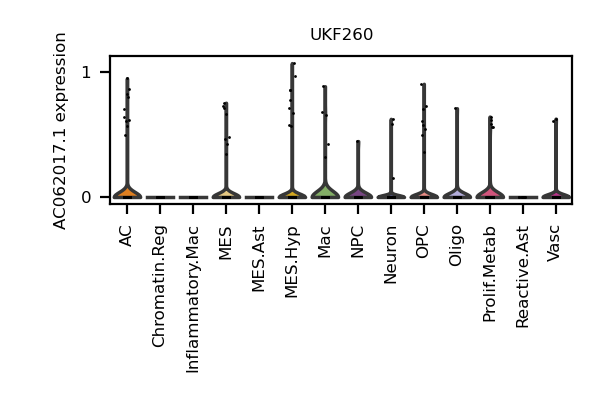 UKF260
AC062017.1 expression
1
0
AC
Chromatin.Reg
Inflammatory.Mac
MES
MES.Ast
MES.Hyp
Mac
NPC
Neuron
OPC
Oligo
Prolif.Metab
Reactive.Ast
Vasc